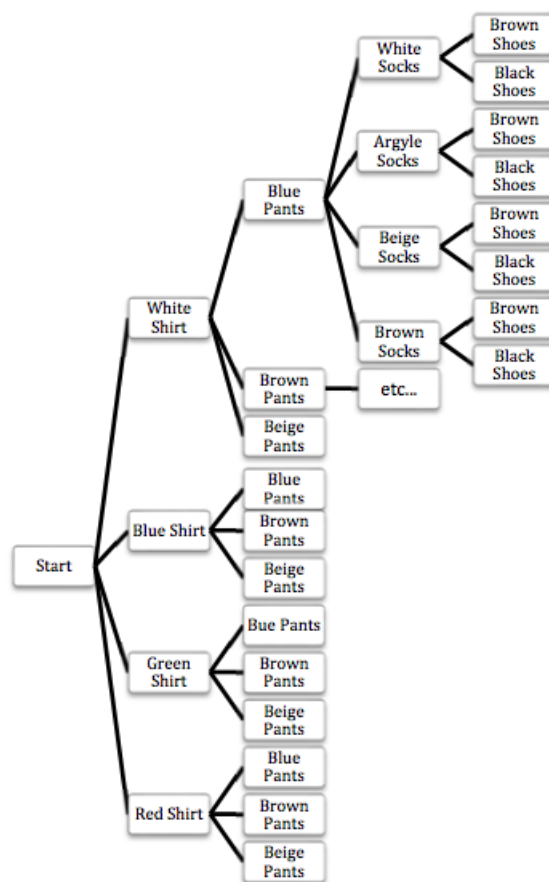 Brown
Shoes
White
Socks
Black
Shoes
Brown
Shoes
Argyle
Socks
Black
Shoes
Blue
Pants
Brown
Shoes
Beige
Socks
Black
Shoes
White
Shirt
Brown
Shoes
Brown
Socks
Black
Shoes
Brown
Pants
etc...
Beige
Pants
Blue
Pants
Blue Shirt
Brown
Pants
Start
Beige
Pants
Bue Pants
Green
Shirt
Brown
Pants
Beige
Pants
Blue
Pants
Red Shirt
Brown
Pants
Beige
Pants